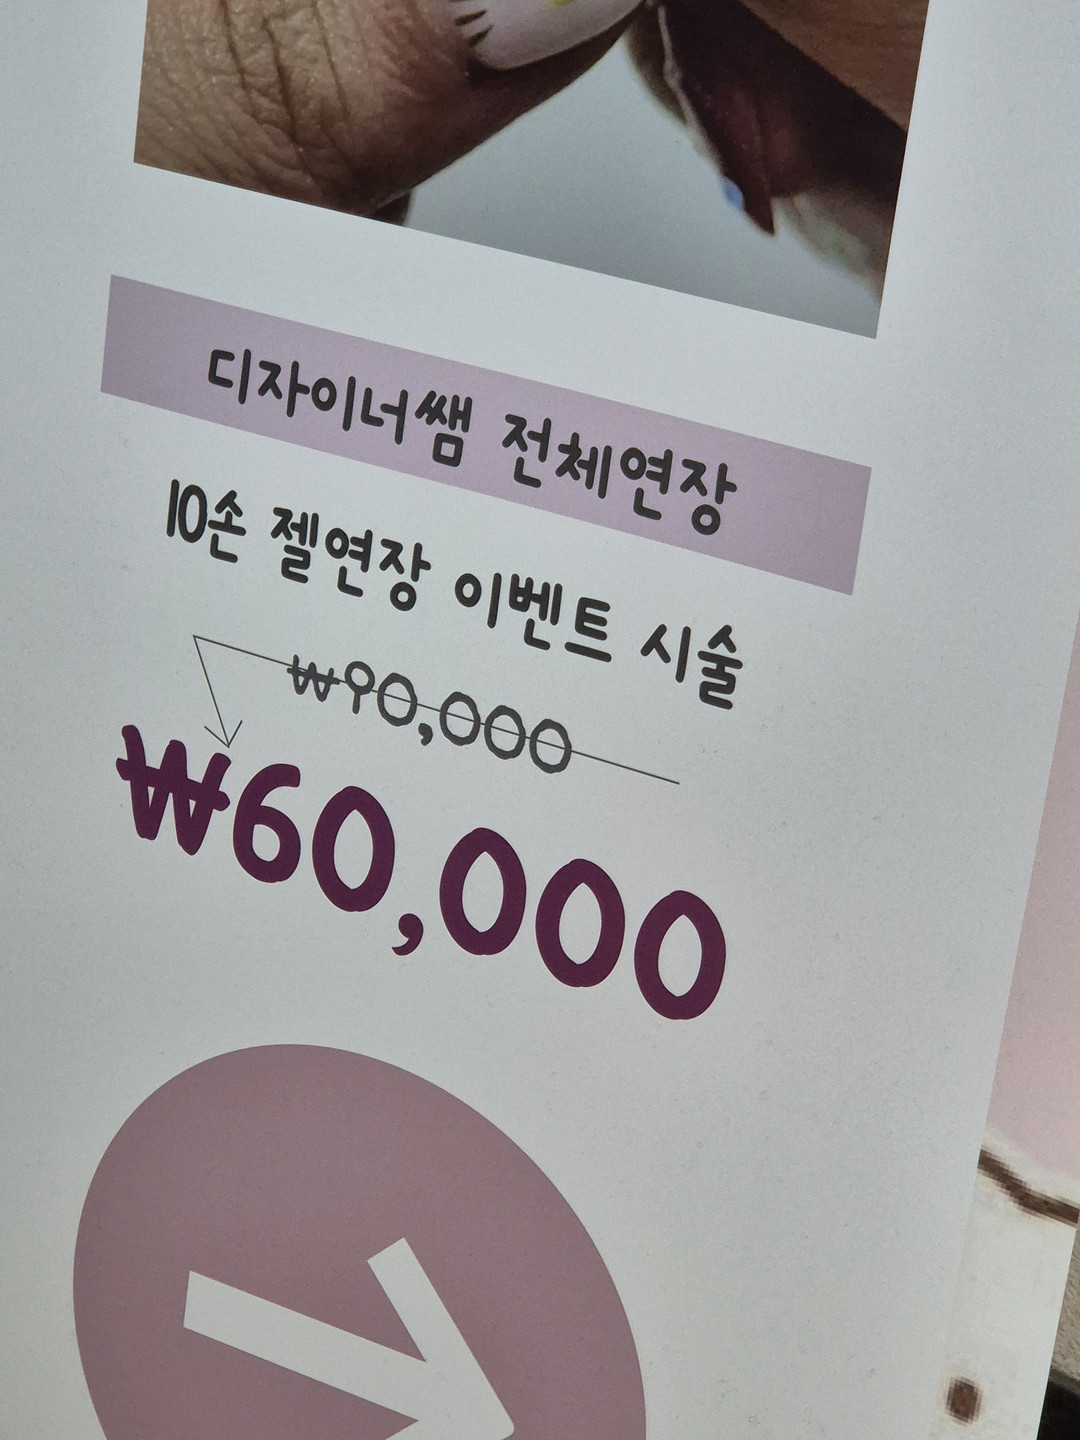 디자이너쌤 전체연장
10손 젤연장 이벤트 시술
₩90,000
₩60,000